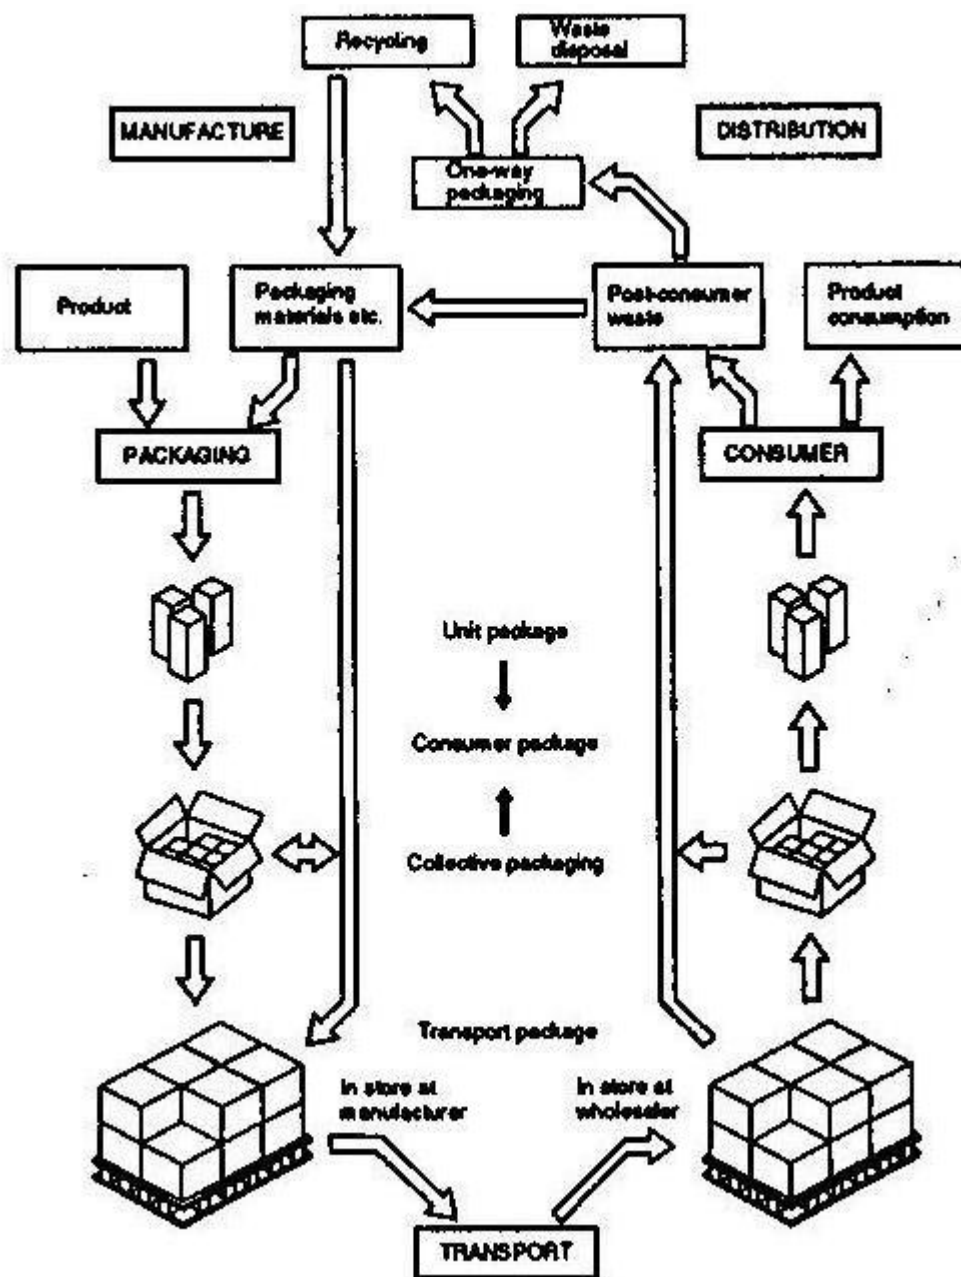 Recycling
Waste
disposal
MANUFACTURE
DISTRIBUTION
One-way
packaging
Product
Packaging
materials etc.
Post-consumer
waste
Product
consumption
PACKAGING
CONSUMER
Unit package
Consumer package
Collective packaging
Transport package
In store at
manufacturer
In store at
wholesaler
TRANSPORT